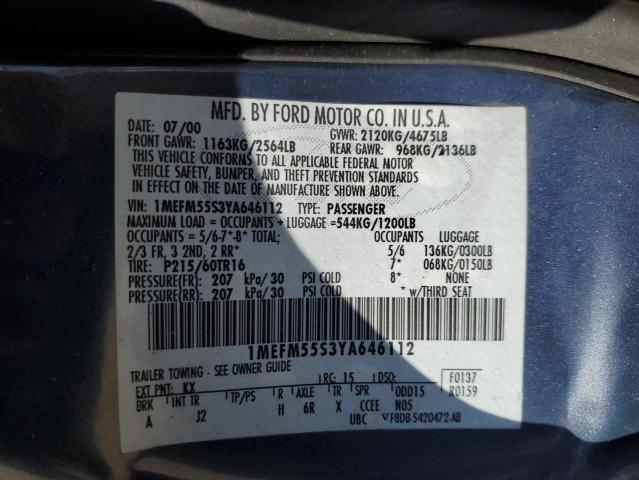 MFD. BY FORD MOTOR CO. IN U.S.A.
DATE: 07/00 GVWR: 2120KG/4675LB
FRONT GAWR: 1163KG/2564LB REAR GAWR: 968KG/2136LB
THIS VEHICLE CONFORMS TO ALL APPLICABLE FEDERAL MOTOR
VEHICLE SAFETY, BUMPER, AND THEFT PREVENTION STANDARDS
IN EFFECT ON THE DATE OF MANUFACTURE SHOWN ABOVE.
VIN: 1MEFM55S3YA646112 TYPE: PASSENGER
MAXIMUM LOAD = OCCUPANTS + LUGGAGE =544KG/1200LB
OCCUPANTS = 5/6-7*-8* TOTAL; OCCUPANTS LUGGAGE
2/3 FR, 3 2ND, 2 RR* 5/6 136KG/0300LB
TIRE: P215/60TR16 7* 068KG/0150LB
PRESSURE(FR): 207 kPa/30 PSI COLD 8* NONE
PRESSURE(RR): 207 kPa/30 PSI COLD * w/THIRD SEAT
1MEFM55S3YA646112
TRAILER TOWING - SEE OWNER GUIDE
EXT PNT: KX RC: 15 DSO: F0137
BRK INT TR TP/PS R AXLE TR SPR 0DD15 R0159
A J2 H 6R X CCEE N05
UBC ▽F8DB-5420472-AB